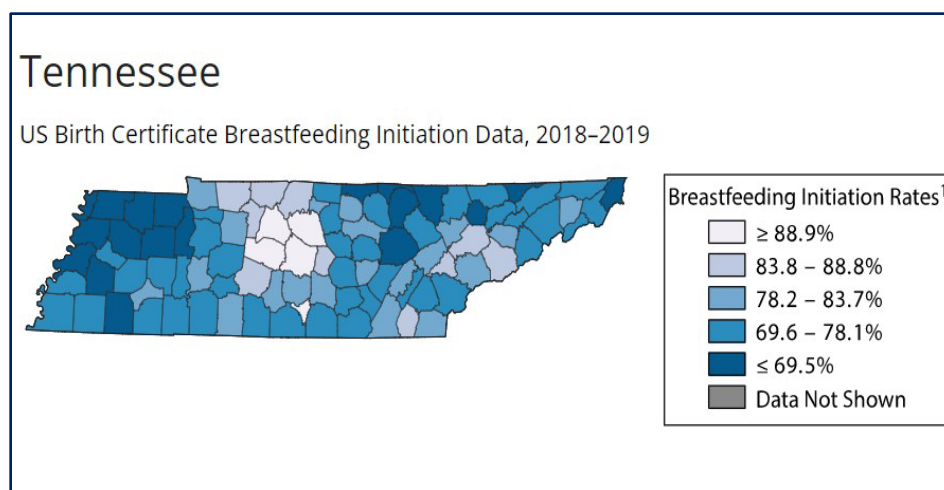 Tennessee
US Birth Certificate Breastfeeding Initiation Data, 2018–2019
Breastfeeding Initiation Rates¹
≥ 88.9%
83.8 – 88.8%
78.2 – 83.7%
69.6 – 78.1%
≤ 69.5%
Data Not Shown